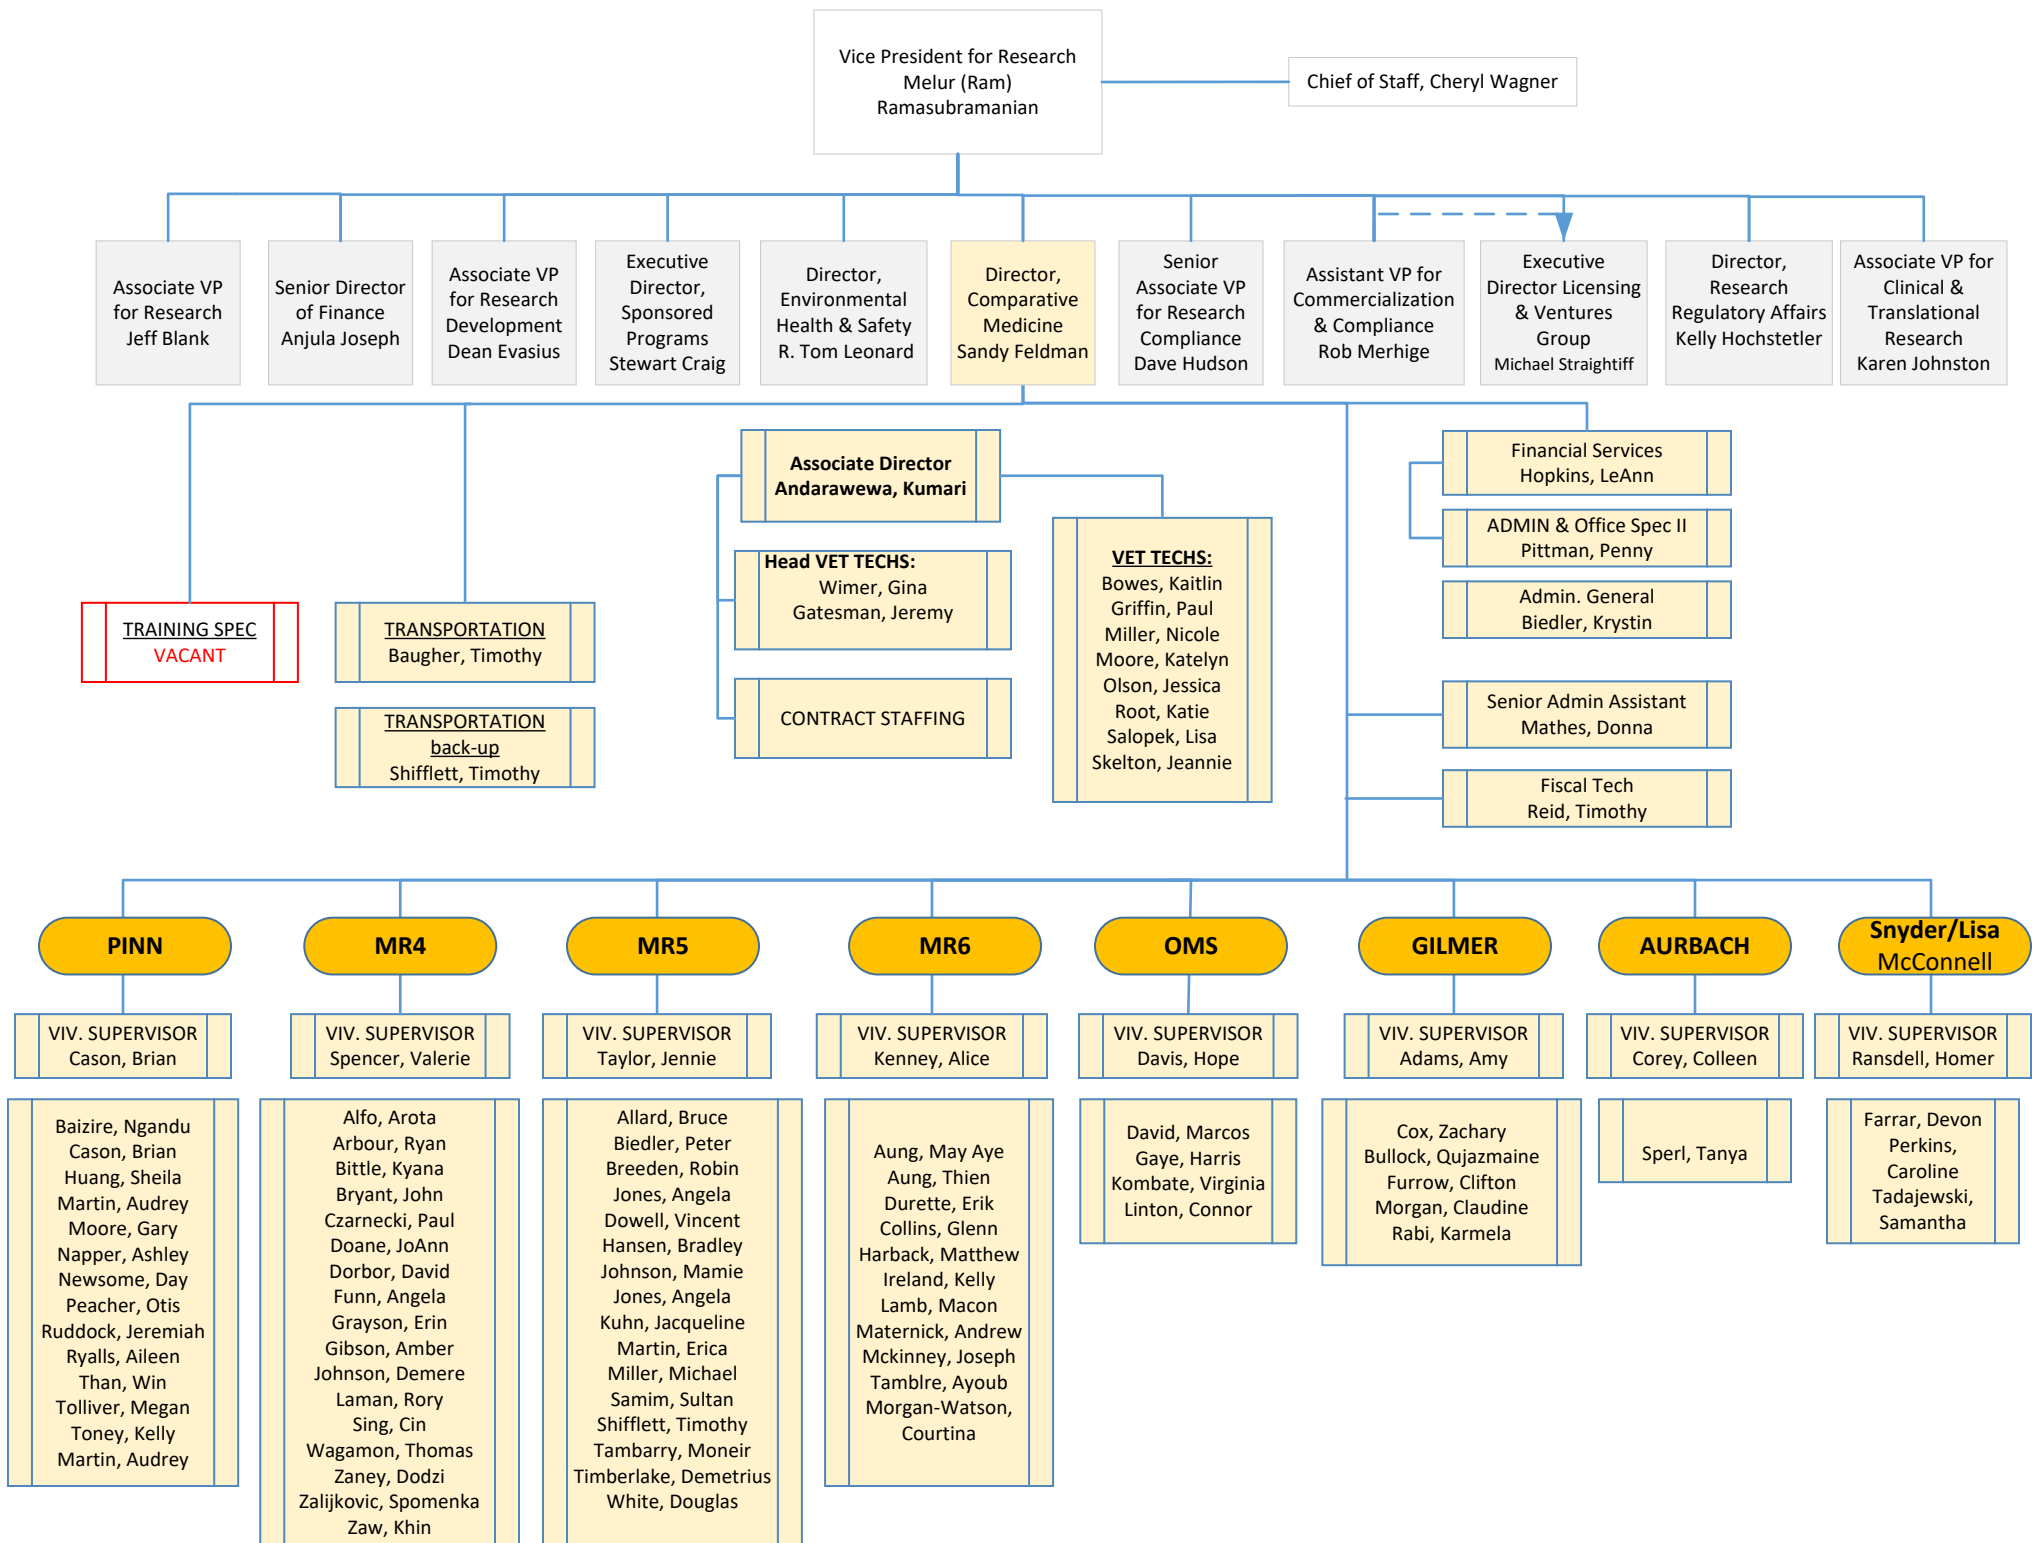 Vice President for Research
Melur (Ram)
Ramasubramanian
Chief of Staff, Cheryl Wagner
Associate VP
for Research
Jeff Blank
Senior Director
of Finance
Anjula Joseph
Associate VP
for Research
Development
Dean Evasius
Executive
Director,
Sponsored
Programs
Stewart Craig
Director,
Environmental
Health & Safety
R. Tom Leonard
Director,
Comparative
Medicine
Sandy Feldman
Senior
Associate VP
for Research
Compliance
Dave Hudson
Assistant VP for
Commercialization
& Compliance
Rob Merhige
Executive
Director Licensing
& Ventures
Group
Michael Straightiff
Director,
Research
Regulatory Affairs
Kelly Hochstetler
Associate VP for
Clinical &
Translational
Research
Karen Johnston
TRAINING SPEC
VACANT
TRANSPORTATION
Baugher, Timothy
TRANSPORTATION
back-up
Shifflett, Timothy
Associate Director
Andarawewa, Kumari
Head VET TECHS:
Wimer, Gina
Gatesman, Jeremy
CONTRACT STAFFING
VET TECHS:
Bowes, Kaitlin
Griffin, Paul
Miller, Nicole
Moore, Katelyn
Olson, Jessica
Root, Katie
Salopek, Lisa
Skelton, Jeannie
Financial Services
Hopkins, LeAnn
ADMIN & Office Spec II
Pittman, Penny
Admin. General
Biedler, Krystin
Senior Admin Assistant
Mathes, Donna
Fiscal Tech
Reid, Timothy
PINN
VIV. SUPERVISOR
Cason, Brian
Baizire, Ngandu
Cason, Brian
Huang, Sheila
Martin, Audrey
Moore, Gary
Napper, Ashley
Newsome, Day
Peacher, Otis
Ruddock, Jeremiah
Ryalls, Aileen
Than, Win
Tolliver, Megan
Toney, Kelly
Martin, Audrey
MR4
VIV. SUPERVISOR
Spencer, Valerie
Alfo, Arota
Arbour, Ryan
Bittle, Kyana
Bryant, John
Czarnecki, Paul
Doane, JoAnn
Dorbor, David
Funn, Angela
Grayson, Erin
Gibson, Amber
Johnson, Demere
Laman, Rory
Sing, Cin
Wagamon, Thomas
Zaney, Dodzi
Zalijkovic, Spomenka
Zaw, Khin
MR5
VIV. SUPERVISOR
Taylor, Jennie
Allard, Bruce
Biedler, Peter
Breeden, Robin
Jones, Angela
Dowell, Vincent
Hansen, Bradley
Johnson, Mamie
Jones, Angela
Kuhn, Jacqueline
Martin, Erica
Miller, Michael
Samim, Sultan
Shifflett, Timothy
Tambarry, Moneir
Timberlake, Demetrius
White, Douglas
MR6
VIV. SUPERVISOR
Kenney, Alice
Aung, May Aye
Aung, Thien
Durette, Erik
Collins, Glenn
Harback, Matthew
Ireland, Kelly
Lamb, Macon
Maternick, Andrew
Mckinney, Joseph
Tamblre, Ayoub
Morgan-Watson,
Courtina
OMS
VIV. SUPERVISOR
Davis, Hope
David, Marcos
Gaye, Harris
Kombate, Virginia
Linton, Connor
GILMER
VIV. SUPERVISOR
Adams, Amy
Cox, Zachary
Bullock, Qujazmaine
Furrow, Clifton
Morgan, Claudine
Rabi, Karmela
AURBACH
VIV. SUPERVISOR
Corey, Colleen
Sperl, Tanya
Snyder/Lisa
McConnell
VIV. SUPERVISOR
Ransdell, Homer
Farrar, Devon
Perkins,
Caroline
Tadajewski,
Samantha